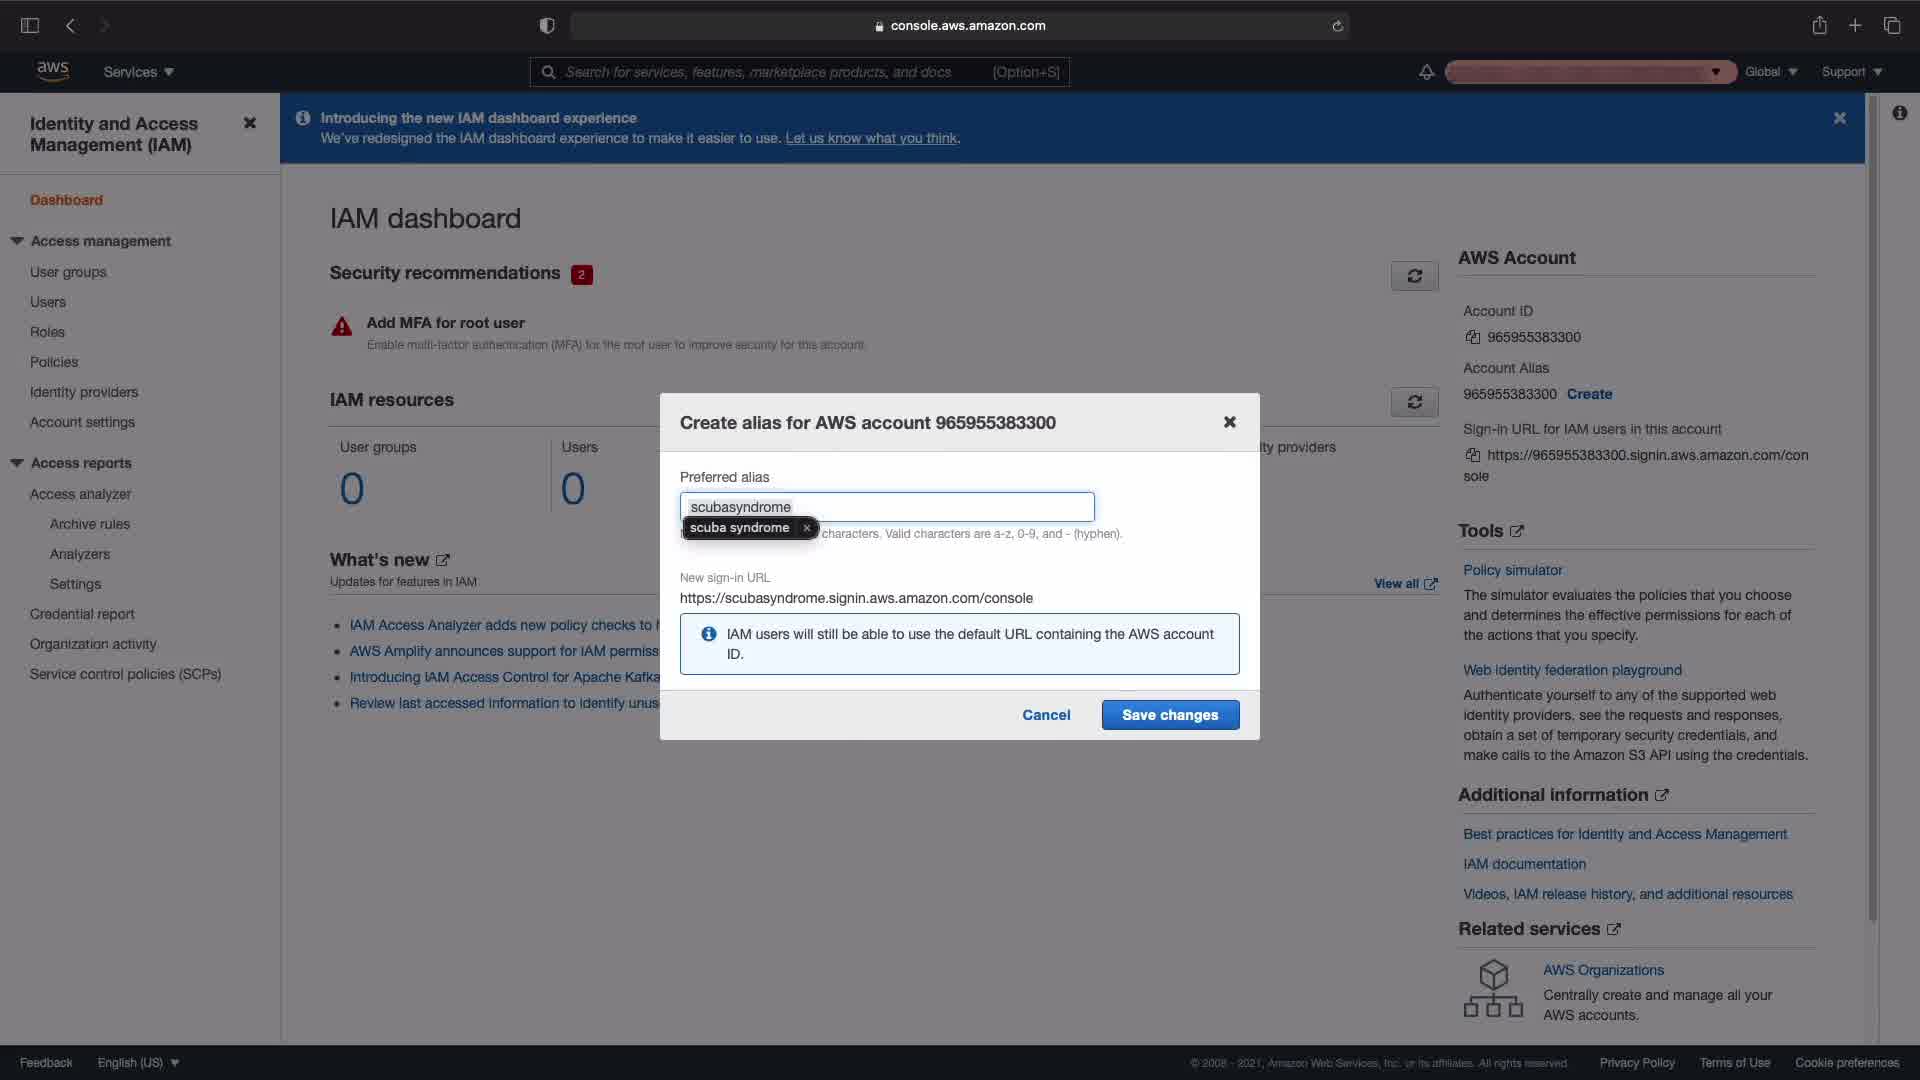 console.aws.amazon.com
aws
Services
Search for services, features, marketplace products, and docs
[Option+S]
Global
Support
Identity and Access
Management (IAM)
Dashboard
Access management
User groups
Users
Roles
Policies
Identity providers
Account settings
Access reports
Access analyzer
Archive rules
Analyzers
Settings
Credential report
Organization activity
Service control policies (SCPs)
Introducing the new IAM dashboard experience
We've redesigned the IAM dashboard experience to make it easier to use. Let us know what you think.
IAM dashboard
Security recommendations 2
Add MFA for root user
Enable multi-factor authentication (MFA) for the root user to improve security for this account.
IAM resources
User groups
0
Users
0
ity providers
What's new
Updates for features in IAM
View all
IAM Access Analyzer adds new policy checks to
AWS Amplify announces support for IAM permiss
Introducing IAM Access Control for Apache Kafka
Review last accessed information to identify unus
Create alias for AWS account 965955383300
Preferred alias
scubasyndrome
scuba syndrome ×
characters. Valid characters are a-z, 0-9, and - (hyphen).
New sign-in URL
https://scubasyndrome.signin.aws.amazon.com/console
IAM users will still be able to use the default URL containing the AWS account
ID.
Cancel
Save changes
AWS Account
Account ID
965955383300
Account Alias
965955383300 Create
Sign-in URL for IAM users in this account
https://965955383300.signin.aws.amazon.com/con
sole
Tools
Policy simulator
The simulator evaluates the policies that you choose
and determines the effective permissions for each of
the actions that you specify.
Web identity federation playground
Authenticate yourself to any of the supported web
identity providers, see the requests and responses,
obtain a set of temporary security credentials, and
make calls to the Amazon S3 API using the credentials.
Additional information
Best practices for Identity and Access Management
IAM documentation
Videos, IAM release history, and additional resources
Related services
AWS Organizations
Centrally create and manage all your
AWS accounts.
Feedback
English (US)
© 2008 - 2021, Amazon Web Services, Inc. or its affiliates. All rights reserved.
Privacy Policy
Terms of Use
Cookie preferences